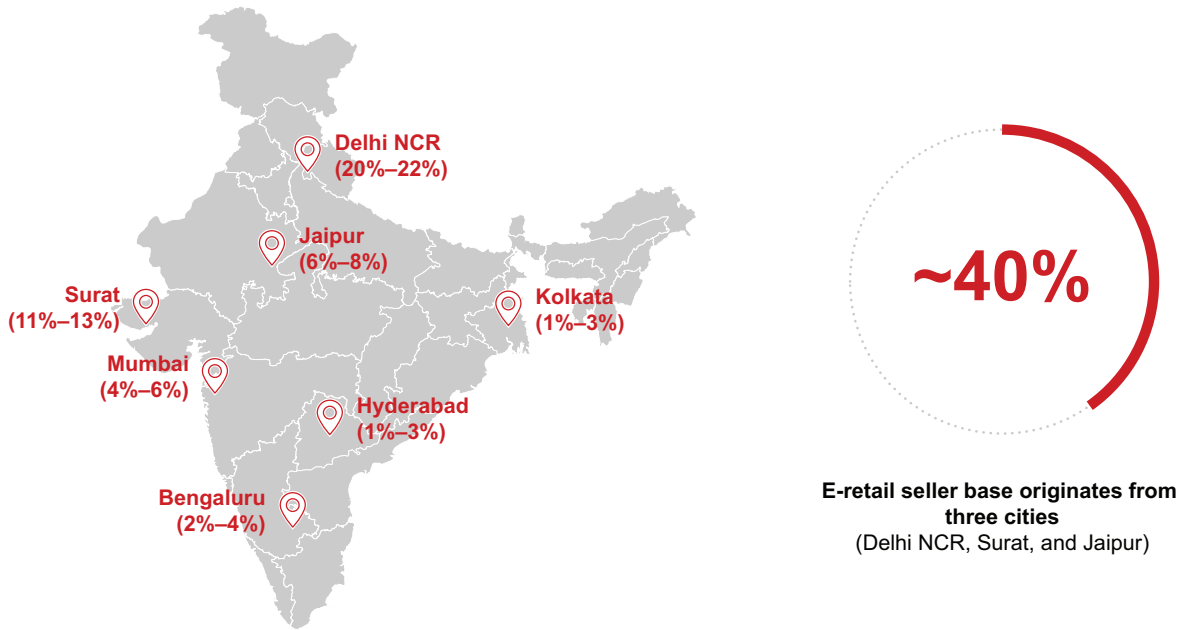 Delhi NCR
(20%–22%)
Jaipur
(6%–8%)
Surat
(11%–13%)
Kolkata
(1%–3%)
Mumbai
(4%–6%)
Hyderabad
(1%–3%)
Bengaluru
(2%–4%)
~40%
E-retail seller base originates from
three cities
(Delhi NCR, Surat, and Jaipur)